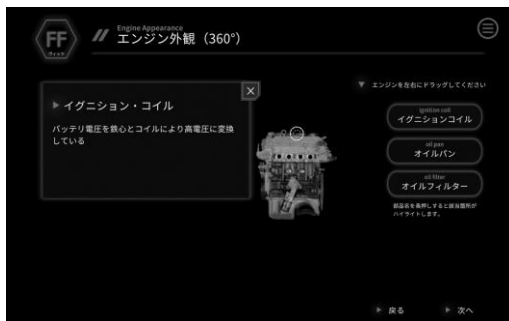 FF
ヴィッツ
Engine Appearance
エンジン外観（360°）
イグニション・コイル
バッテリ電圧を鉄心とコイルにより高電圧に変換
している
エンジンを左右にドラッグしてください
ignition coil
イグニションコイル
oil pan
オイルパン
oil filter
オイルフィルター
部品名を長押しすると該当箇所が
ハイライトします。
戻る
次へ